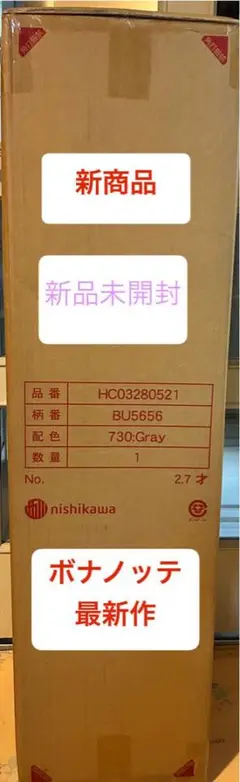 新商品
新品未開封
品番 HC03280521
柄番 BU5656
配色 730:Gray
数量 1
No. 2.7 才
nishikawa
ボナノッテ
最新作